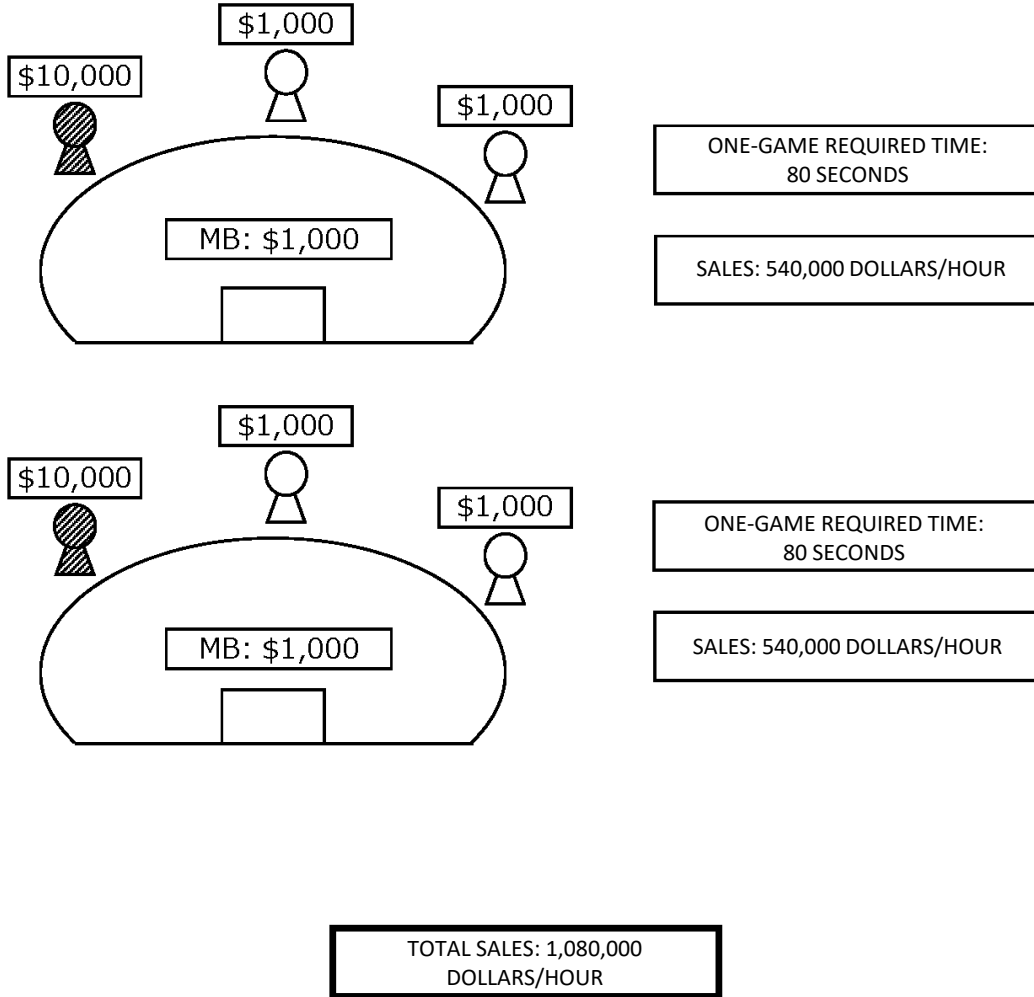 $1,000
$10,000
$1,000
MB: $1,000
ONE-GAME REQUIRED TIME:
80 SECONDS
SALES: 540,000 DOLLARS/HOUR
$1,000
$10,000
$1,000
MB: $1,000
ONE-GAME REQUIRED TIME:
80 SECONDS
SALES: 540,000 DOLLARS/HOUR
TOTAL SALES: 1,080,000
DOLLARS/HOUR